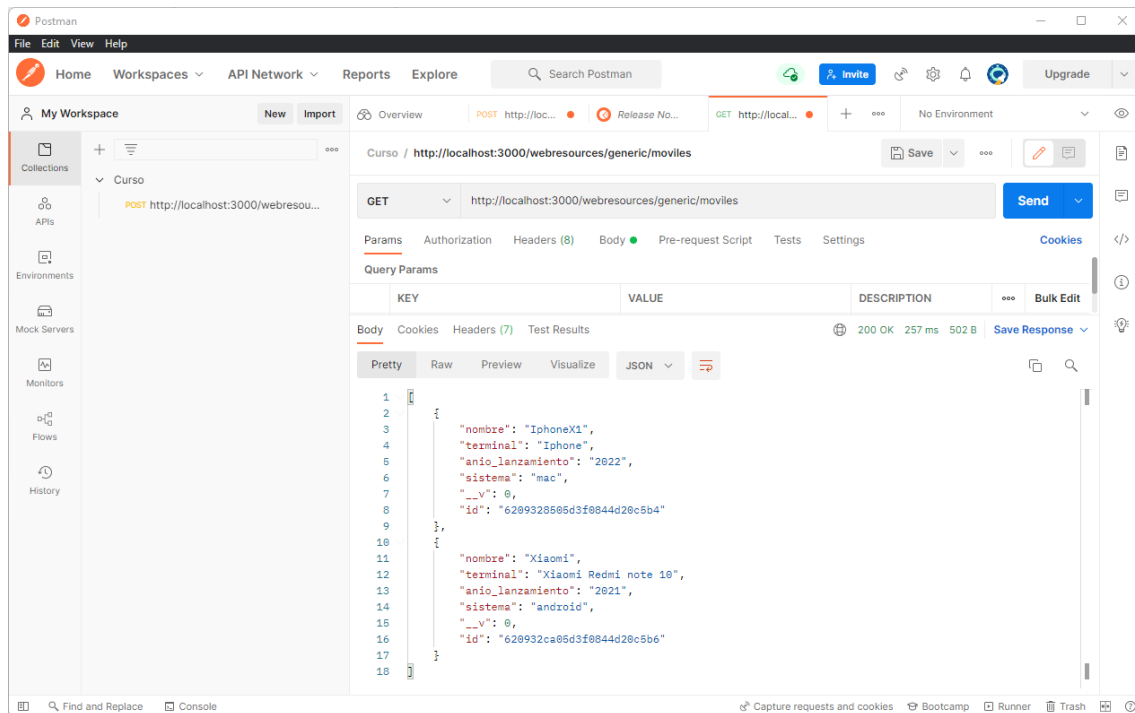 Postman
File Edit View Help
Home Workspaces API Network Reports Explore Search Postman Invite Upgrade
My Workspace New Import Overview POST http://loc... Release No... GET http://local... No Environment
Collections
APIs
Environments
Mock Servers
Monitors
Flows
History
Curso
POST http://localhost:3000/webresou...
Curso / http://localhost:3000/webresources/generic/moviles Save
GET http://localhost:3000/webresources/generic/moviles Send
Params Authorization Headers (8) Body Pre-request Script Tests Settings Cookies
Query Params
KEY VALUE DESCRIPTION Bulk Edit
Body Cookies Headers (7) Test Results 200 OK 257 ms 502 B Save Response
Pretty Raw Preview Visualize JSON
1 [
2 {
3 "nombre": "IphoneX1",
4 "terminal": "Iphone",
5 "anio_lanzamiento": "2022",
6 "sistema": "mac",
7 "__v": 0,
8 "id": "6209328505d3f0844d20c5b4"
9 },
10 {
11 "nombre": "Xiaomi",
12 "terminal": "Xiaomi Redmi note 10",
13 "anio_lanzamiento": "2021",
14 "sistema": "android",
15 "__v": 0,
16 "id": "620932ca05d3f0844d20c5b6"
17 }
18 ]
Find and Replace Console Capture requests and cookies Bootcamp Runner Trash